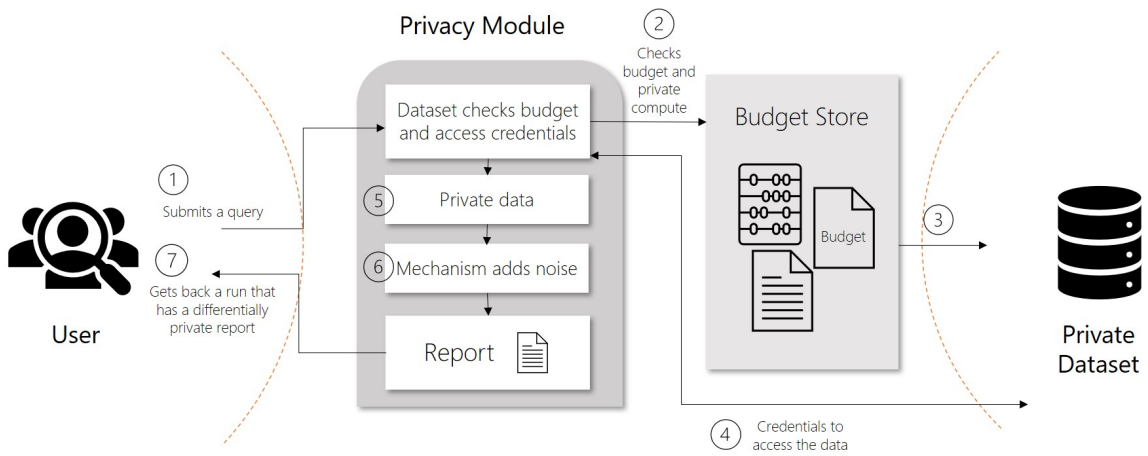 Privacy Module
2
Checks
budget and
private
compute
Dataset checks budget
and access credentials
Budget Store
1
Submits a query
5
Private data
Budget
3
7
6
Mechanism adds noise
Gets back a run that
has a differentially
private report
User
Report
Private
Dataset
4
Credentials to
access the data